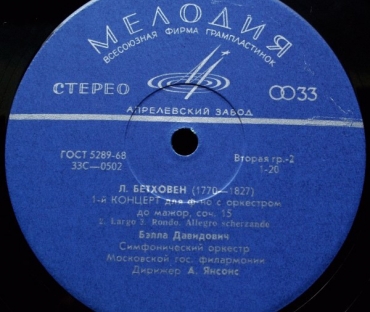 МЕЛОДИЯ
ВСЕСОЮЗНАЯ ФИРМА ГРАМПЛАСТИНОК
СТЕРЕО
33
АПРЕЛЕВСКИЙ ЗАВОД
ГОСТ 5289-68
33С—0502
Вторая гр.-2
1-20
Л. БЕТХОВЕН (1770—1827)
1-й КОНЦЕРТ для ф-но с оркестром
до мажор, соч. 15
2. Largo 3. Rondo. Allegro scherzando
Бэлла Давидович
Симфонический оркестр
Московской гос. филармонии
Дирижер А. Янсонс